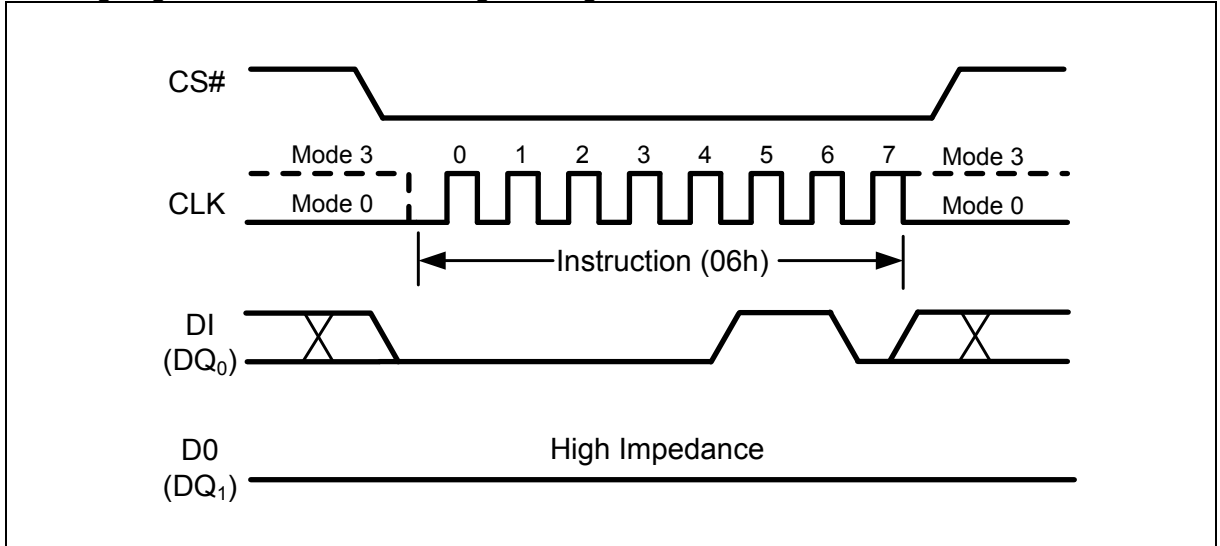 CS#
Mode 3 0 1 2 3 4 5 6 7 Mode 3
CLK Mode 0 Mode 0
Instruction (06h)
DI
(DQ₀)
D0 High Impedance
(DQ₁)